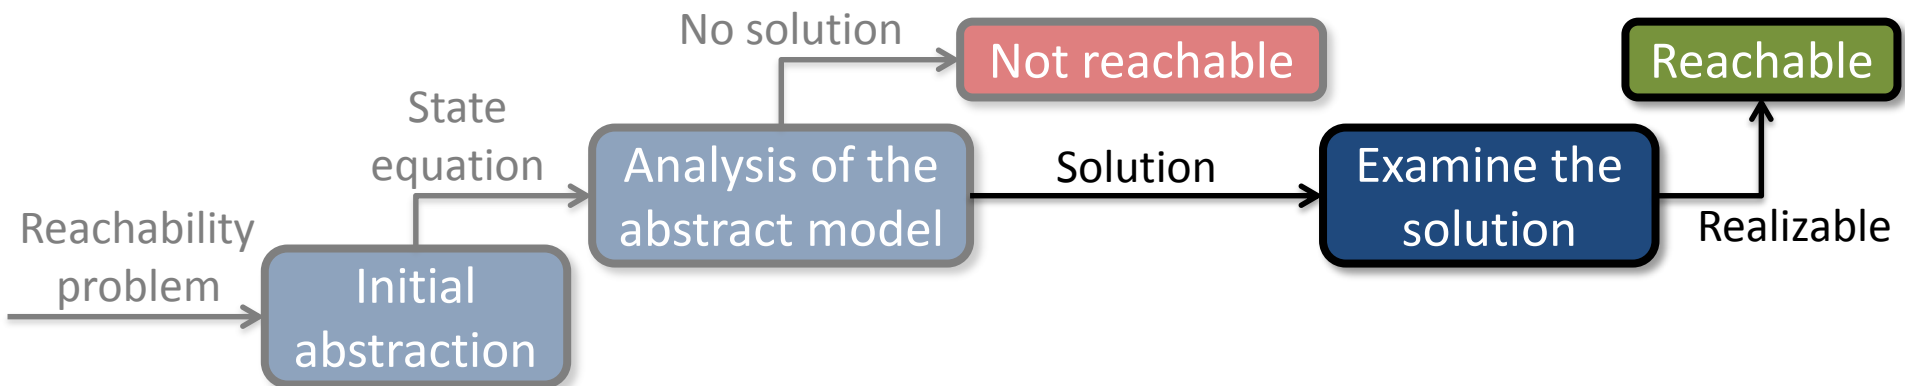 Reachability
problem
Initial
abstraction
State
equation
Analysis of the
abstract model
No solution
Not reachable
Solution
Examine the
solution
Realizable
Reachable